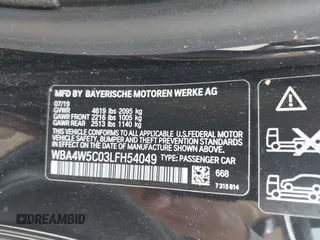 MFD BY BAYERISCHE MOTOREN WERKE AG
07/19
GVWR 4619 lbs 2095 kg
GAWR FRONT 2216 lbs 1005 kg
GAWR REAR 2513 lbs 1140 kg
THIS VEHICLE CONFORMS TO ALL APPLICABLE
U.S. FEDERAL MOTOR VEHICLE SAFETY,
BUMPER, AND THEFT PREVENTION
STANDARDS IN EFFECT ON THE DATE OF
MANUFACTURE SHOWN ABOVE.
WBA4W5C03LFH54049 TYPE: PASSENGER CAR
668
7 315 814
DREAMBID